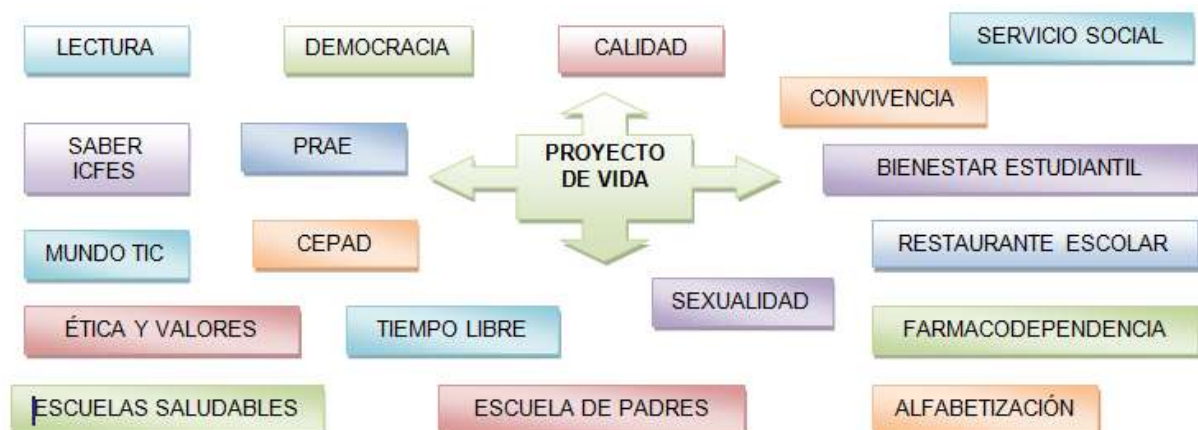 LECTURA
DEMOCRACIA
CALIDAD
SERVICIO SOCIAL
CONVIVENCIA
SABER
ICFES
PRAE
PROYECTO
DE VIDA
BIENESTAR ESTUDIANTIL
MUNDO TIC
CEPAD
RESTAURANTE ESCOLAR
SEXUALIDAD
ÉTICA Y VALORES
TIEMPO LIBRE
FARMACODEPENDENCIA
ESCUELAS SALUDABLES
ESCUELA DE PADRES
ALFABETIZACIÓN